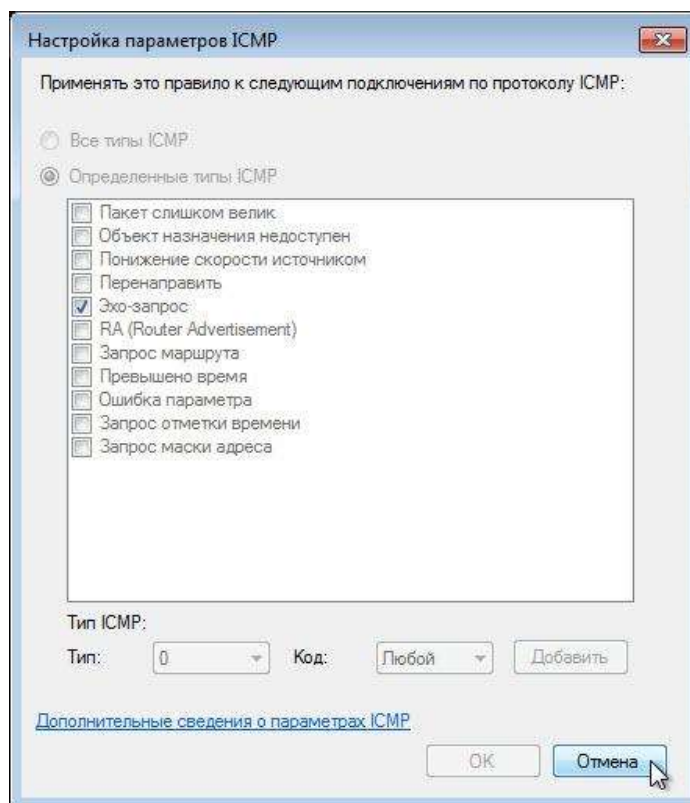 Настройка параметров ICMP
Применять это правило к следующим подключениям по протоколу ICMP:
Все типы ICMP
Определенные типы ICMP
Пакет слишком велик
Объект назначения недоступен
Понижение скорости источником
Перенаправить
Эхо-запрос
RA (Router Advertisement)
Запрос маршрута
Превышено время
Ошибка параметра
Запрос отметки времени
Запрос маски адреса
Тип ICMP:
Тип: 0 Код: Любой Добавить
Дополнительные сведения о параметрах ICMP
OK Отмена